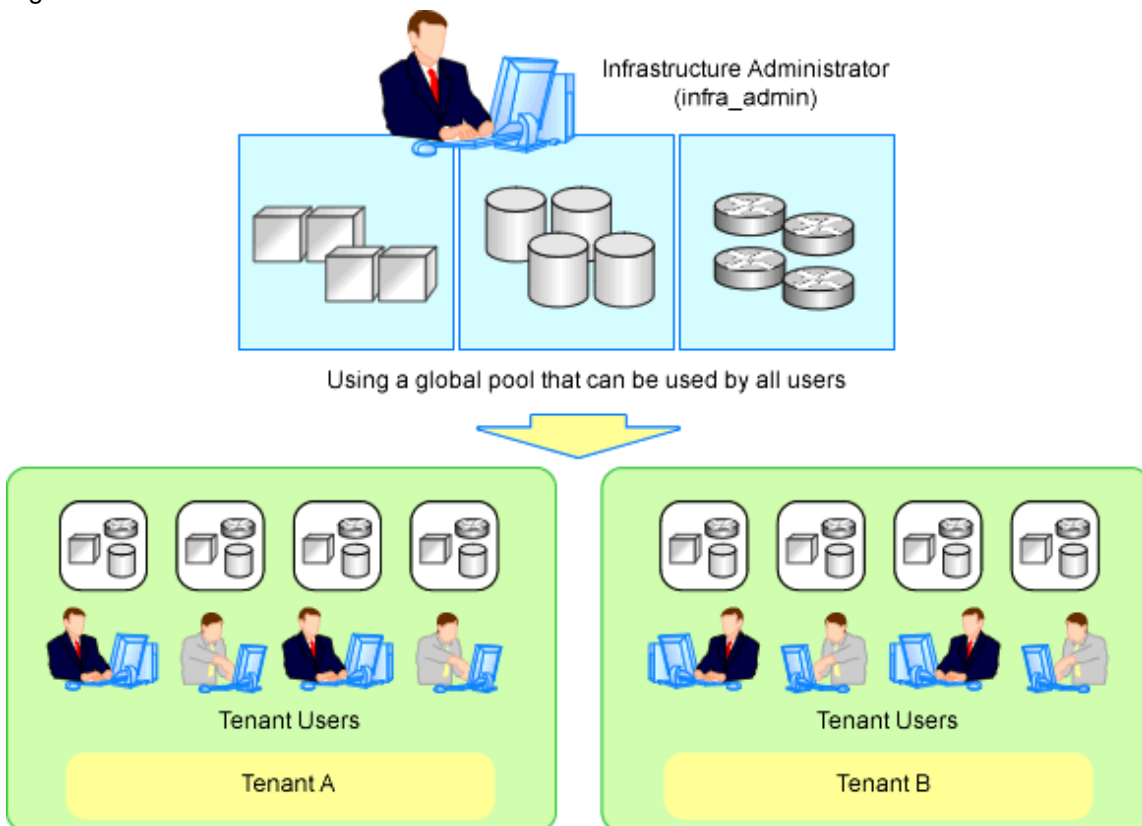 Infrastructure Administrator
(infra_admin)
Using a global pool that can be used by all users
Tenant Users
Tenant Users
Tenant A
Tenant B